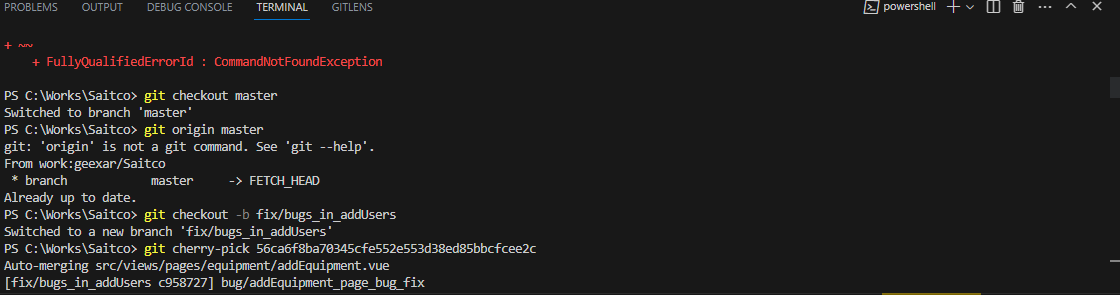 PROBLEMS OUTPUT DEBUG CONSOLE TERMINAL GITLENS powershell
+ ~~
+ FullyQualifiedErrorId : CommandNotFoundException
PS C:\Works\Saitco> git checkout master
Switched to branch 'master'
PS C:\Works\Saitco> git origin master
git: 'origin' is not a git command. See 'git --help'.
From work:geexar/Saitco
* branch master -> FETCH_HEAD
Already up to date.
PS C:\Works\Saitco> git checkout -b fix/bugs_in_addUsers
Switched to a new branch 'fix/bugs_in_addUsers'
PS C:\Works\Saitco> git cherry-pick 56ca6f8ba70345cfe552e553d38ed85bbcfcee2c
Auto-merging src/views/pages/equipment/addEquipment.vue
[fix/bugs_in_addUsers c958727] bug/addEquipment_page_bug_fix